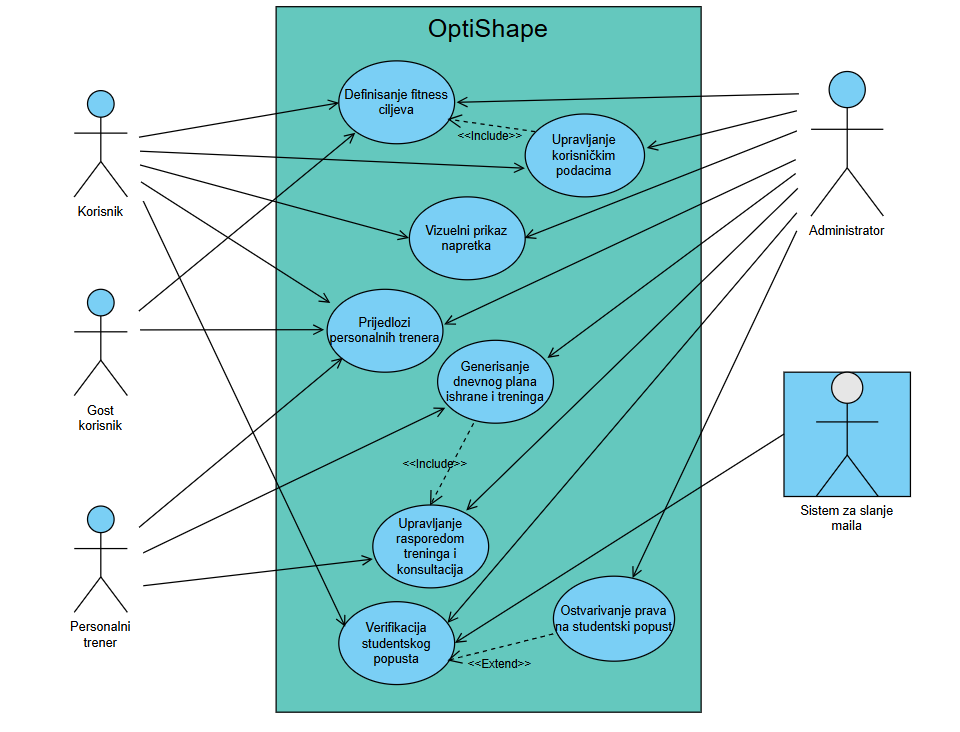 OptiShape
Definisanje fitness
ciljeva
<<Include>>
Upravljanje
korisničkim
podacima
Korisnik
Administrator
Vizuelni prikaz
napretka
Prijedlozi
personalnih trenera
Generisanje
dnevnog plana
ishrane i treninga
Gost
korisnik
<<Include>>
Sistem za slanje
maila
Upravljanje
rasporedom
treninga i
konsultacija
Personalni
trener
Verifikacija
studentskog
popusta
Ostvarivanje prava
na studentski popust
<<Extend>>